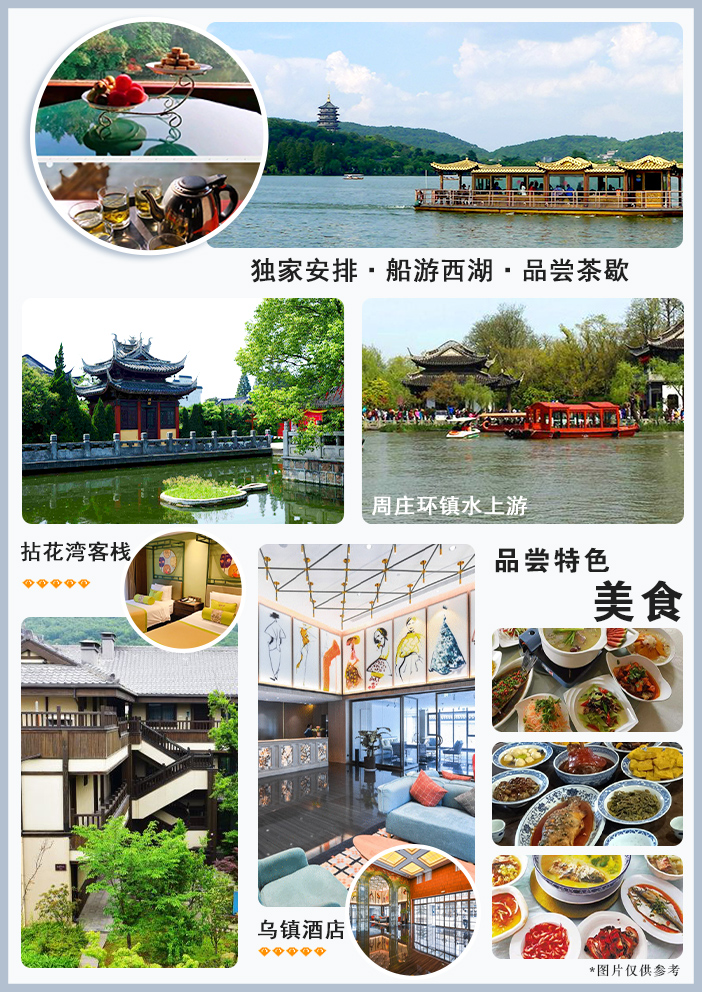 独家安排·船游西湖·品尝茶歇
周庄环镇水上游
拈花湾客栈
品尝特色
美食
乌镇酒店
*图片仅供参考